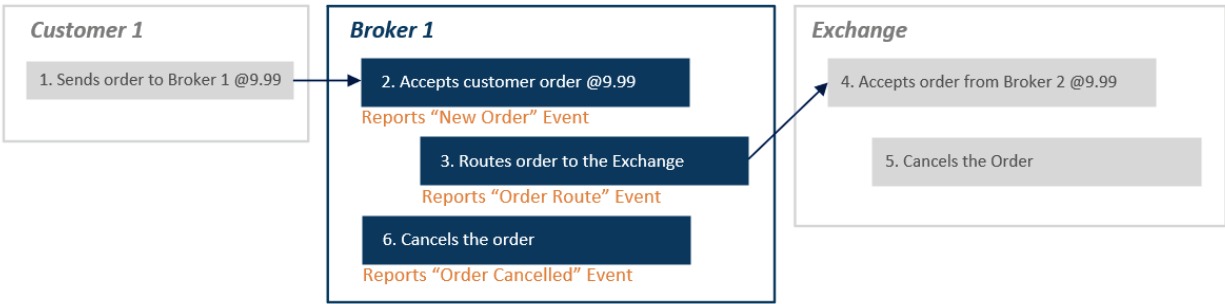 Customer 1
1. Sends order to Broker 1 @9.99
Broker 1
2. Accepts customer order @9.99
Reports “New Order” Event
3. Routes order to the Exchange
Reports “Order Route” Event
6. Cancels the order
Reports “Order Cancelled” Event
Exchange
4. Accepts order from Broker 2 @9.99
5. Cancels the Order